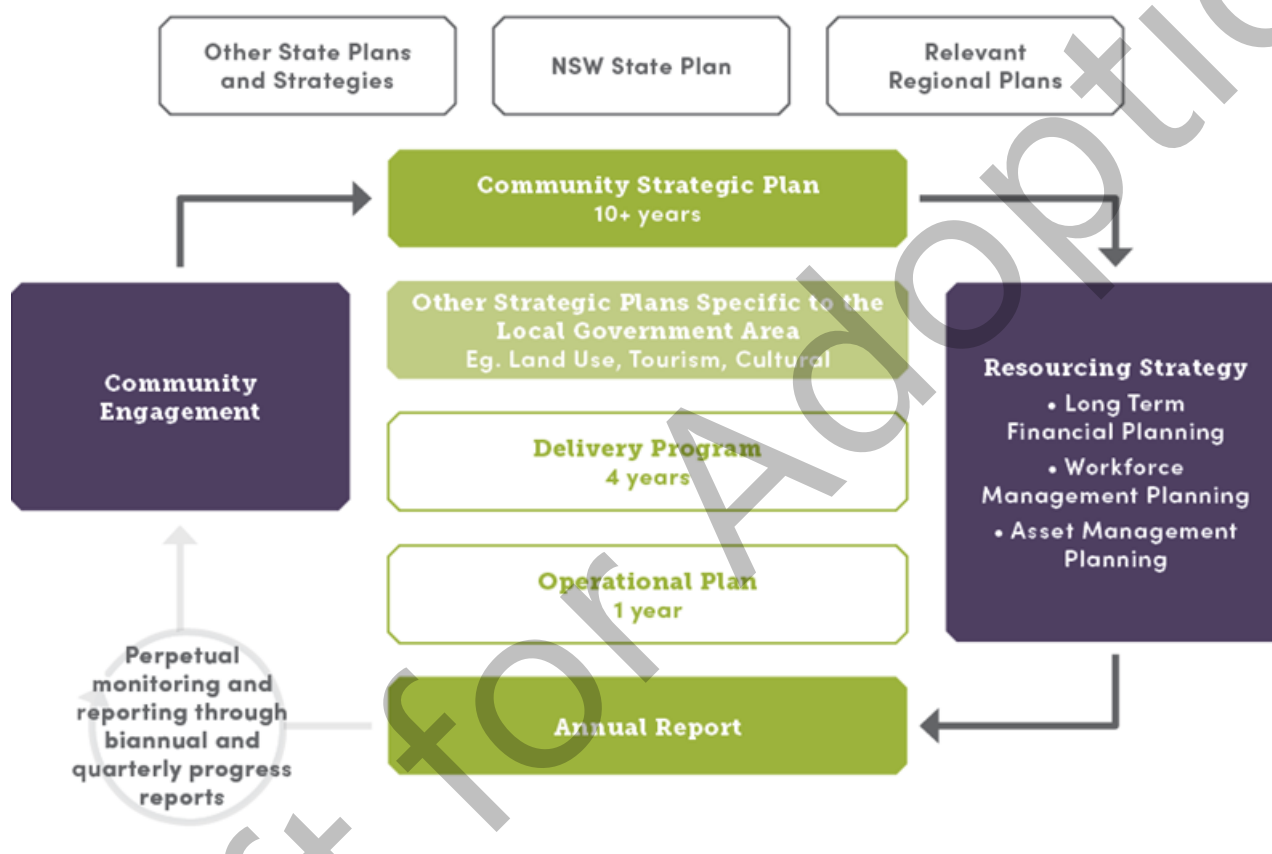 Other State Plans
and Strategies
NSW State Plan
Relevant
Regional Plans
Community Strategic Plan
10+ years
Other Strategic Plans Specific to the
Local Government Area
Eg. Land Use, Tourism, Cultural
Community
Engagement
Delivery Program
4 years
Operational Plan
1 year
Annual Report
Resourcing Strategy
• Long Term
Financial Planning
• Workforce
Management Planning
• Asset Management
Planning
Perpetual
monitoring and
reporting through
biannual and
quarterly progress
reports
for Adoptio